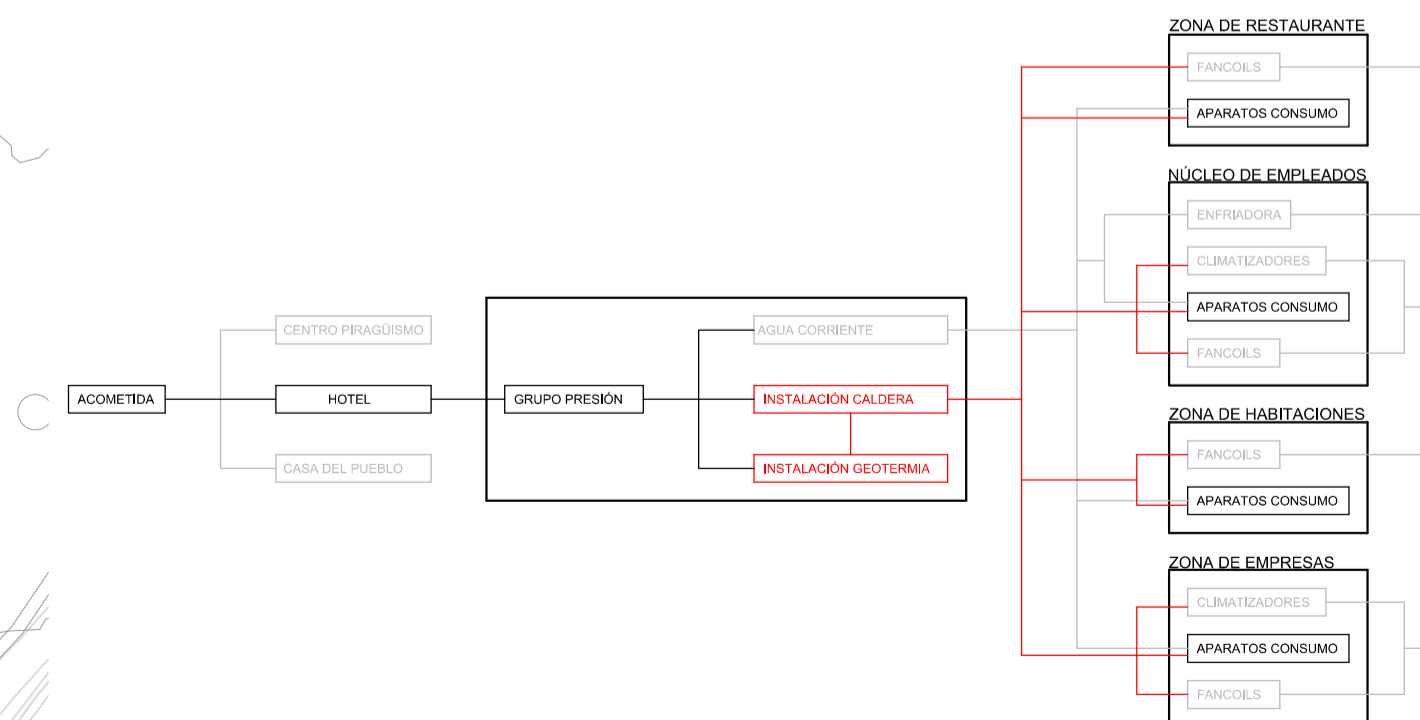 ZONA DE RESTAURANTE
FANCOILS
APARATOS CONSUMO
NÚCLEO DE EMPLEADOS
ENFRIADORA
CLIMATIZADORES
APARATOS CONSUMO
FANCOILS
CENTRO PIRAGÜISMO
AGUA CORRIENTE
ACOMETIDA
HOTEL
GRUPO PRESIÓN
INSTALACIÓN CALDERA
CASA DEL PUEBLO
INSTALACIÓN GEOTERMIA
ZONA DE HABITACIONES
FANCOILS
APARATOS CONSUMO
ZONA DE EMPRESAS
CLIMATIZADORES
APARATOS CONSUMO
FANCOILS